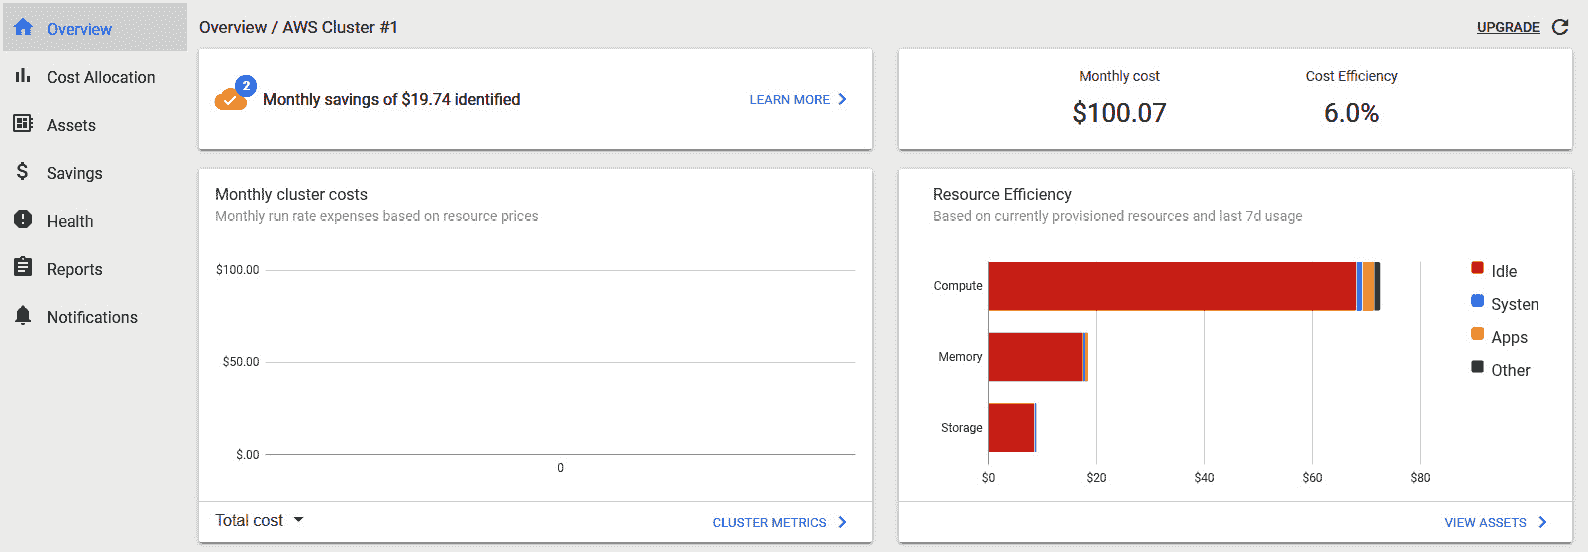 Overview
Cost Allocation
Assets
Savings
Health
Reports
Notifications
Overview / AWS Cluster #1
UPGRADE
2
Monthly savings of $19.74 identified
LEARN MORE
Monthly cost
$100.07
Cost Efficiency
6.0%
Monthly cluster costs
Monthly run rate expenses based on resource prices
$100.00
$50.00
$.00
0
Total cost
CLUSTER METRICS
Resource Efficiency
Based on currently provisioned resources and last 7d usage
Compute
Memory
Storage
$0 $20 $40 $60 $80
Idle
Systen
Apps
Other
VIEW ASSETS